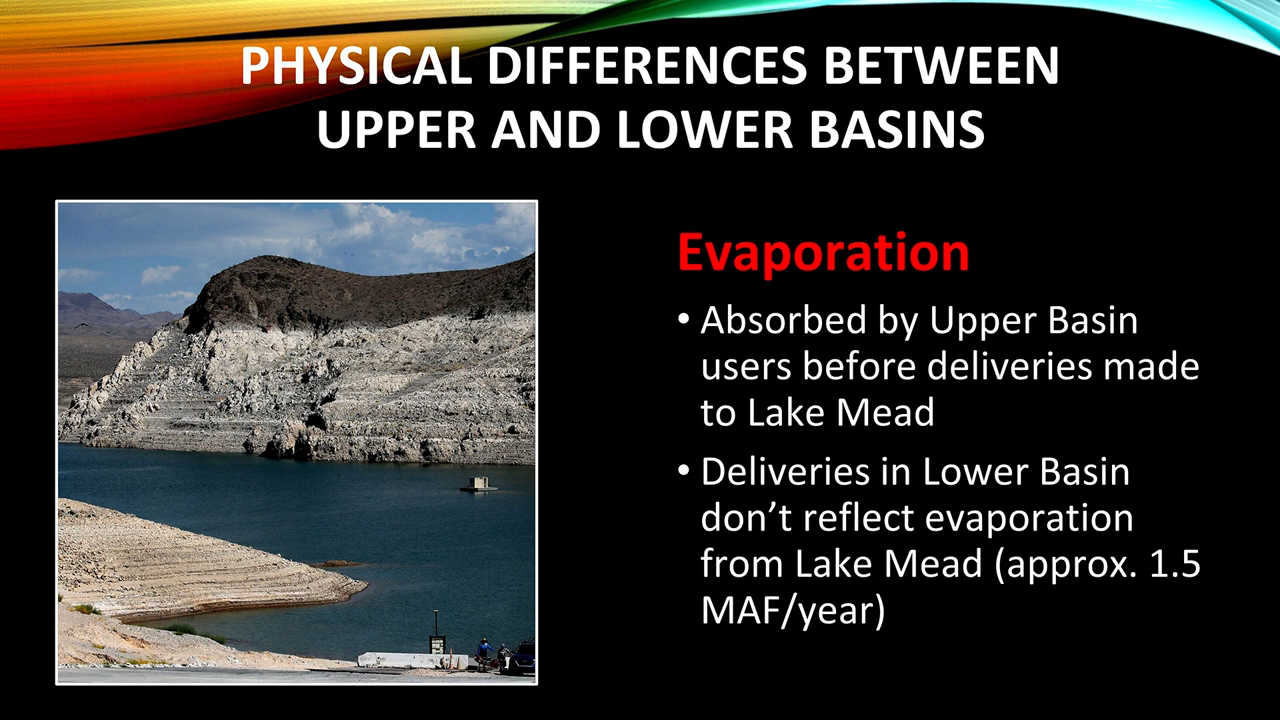 PHYSICAL DIFFERENCES BETWEEN
UPPER AND LOWER BASINS
Evaporation
• Absorbed by Upper Basin
users before deliveries made
to Lake Mead
• Deliveries in Lower Basin
don’t reflect evaporation
from Lake Mead (approx. 1.5
MAF/year)